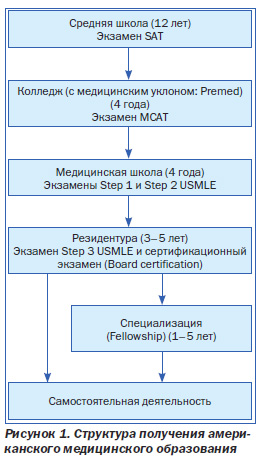 Средняя школа (12 лет)
Экзамен SAT
Колледж (с медицинским уклоном: Premed)
(4 года)
Экзамен MCAT
Медицинская школа (4 года)
Экзамены Step 1 и Step 2 USMLE
Резидентура (3–5 лет)
Экзамен Step 3 USMLE и сертификационный
экзамен (Board certification)
Специализация
(Fellowship) (1–5 лет)
Самостоятельная деятельность
Рисунок 1. Структура получения амери-
канского медицинского образования